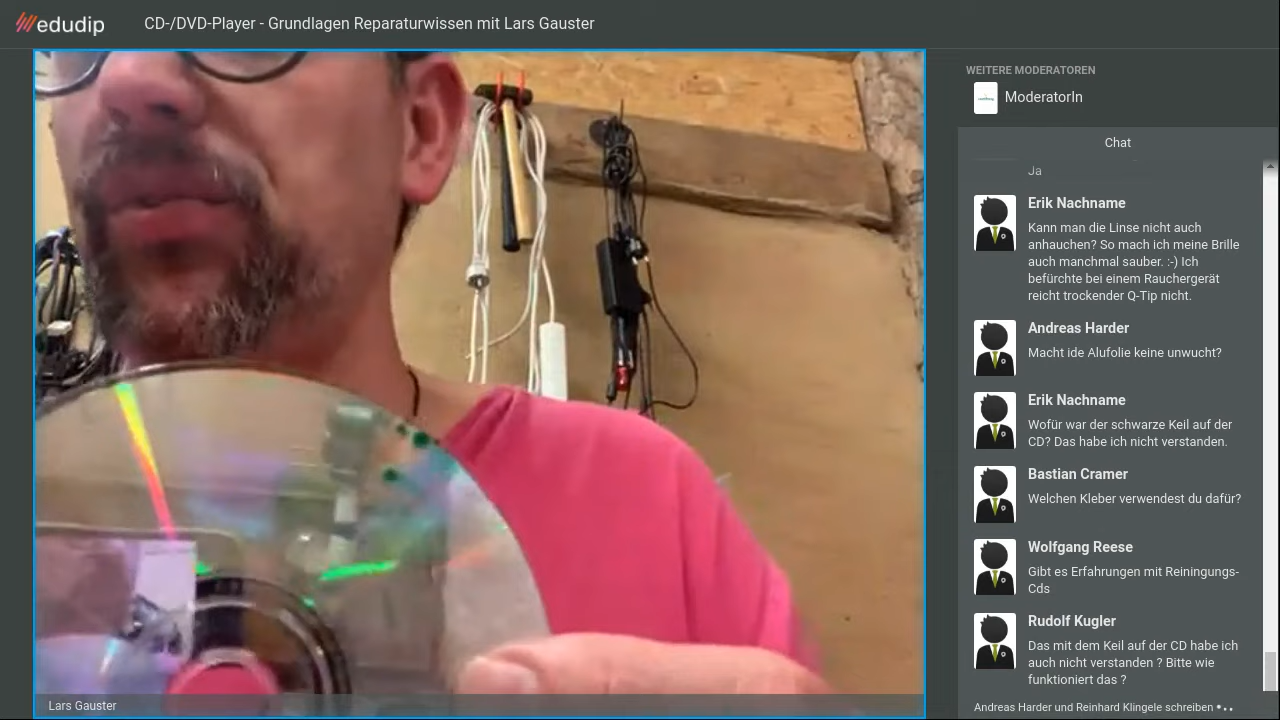 edudip
CD-/DVD-Player - Grundlagen Reparaturwissen mit Lars Gauster
WEITERE MODERATOREN
ModeratorIn
Chat
Ja
Erik Nachname
Kann man die Linse nicht auch
anhauchen? So mach ich meine Brille
auch manchmal sauber. :-) Ich
befürchte bei einem Rauchergerät
reicht trockender Q-Tip nicht.
Andreas Harder
Macht ide Alufolie keine unwucht?
Erik Nachname
Wofür war der schwarze Keil auf der
CD? Das habe ich nicht verstanden.
Bastian Cramer
Welchen Kleber verwendest du dafür?
Wolfgang Reese
Gibt es Erfahrungen mit Reiningungs-
Cds
Rudolf Kugler
Das mit dem Keil auf der CD habe ich
auch nicht verstanden ? Bitte wie
funktioniert das ?
Andreas Harder und Reinhard Klingele schreiben
Lars Gauster